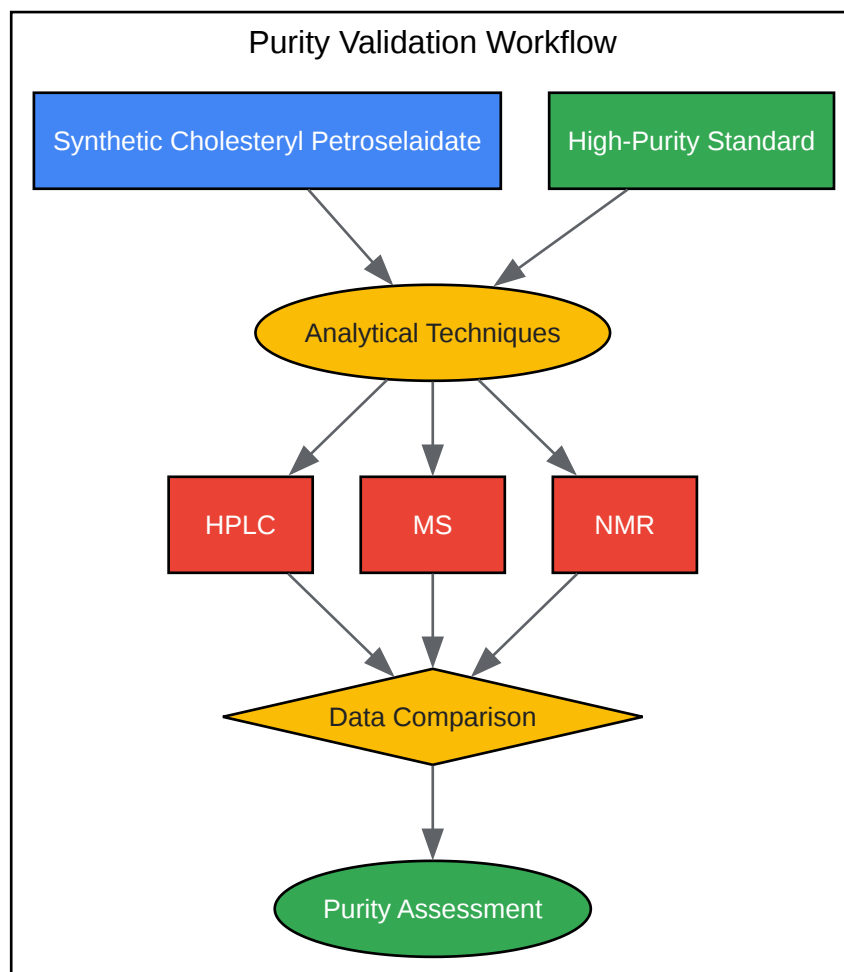 Purity Validation Workflow
Synthetic Cholesteryl Petroselaidate
High-Purity Standard
Analytical Techniques
HPLC
MS
NMR
Data Comparison
Purity Assessment